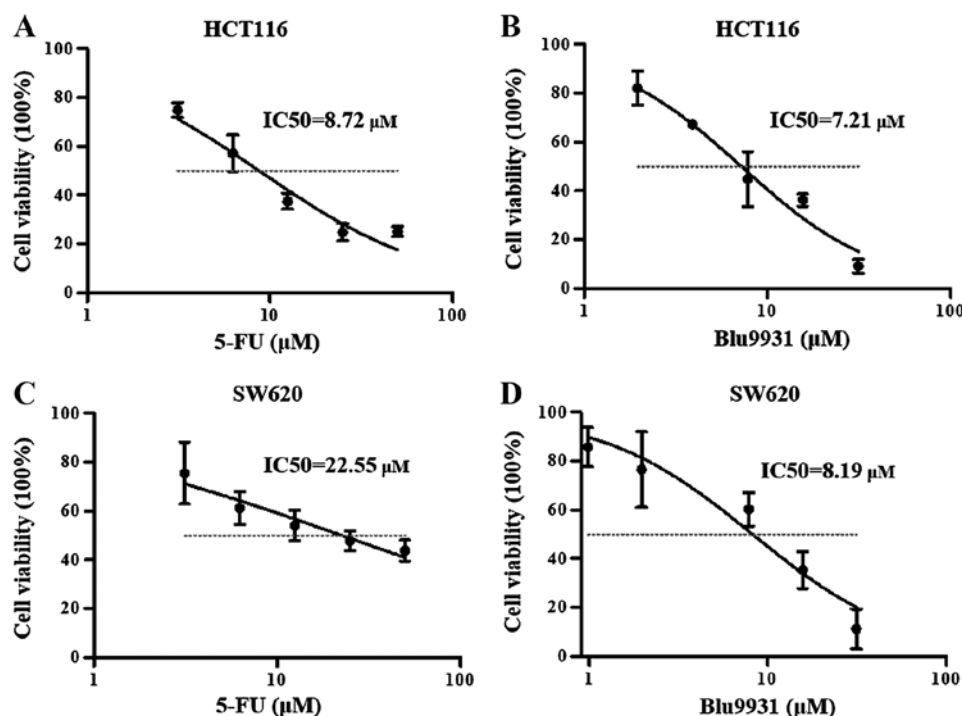 A
HCT116
Cell viability (100%)
100
80
60
40
20
0
IC50=8.72 μM
1
10
100
5-FU (μM)
B
HCT116
Cell viability (100%)
100
80
60
40
20
0
IC50=7.21 μM
1
10
100
Blu9931 (μM)
C
SW620
Cell viability (100%)
100
80
60
40
20
0
IC50=22.55 μM
1
10
100
5-FU (μM)
D
SW620
Cell viability (100%)
100
80
60
40
20
0
IC50=8.19 μM
1
10
100
Blu9931 (μM)